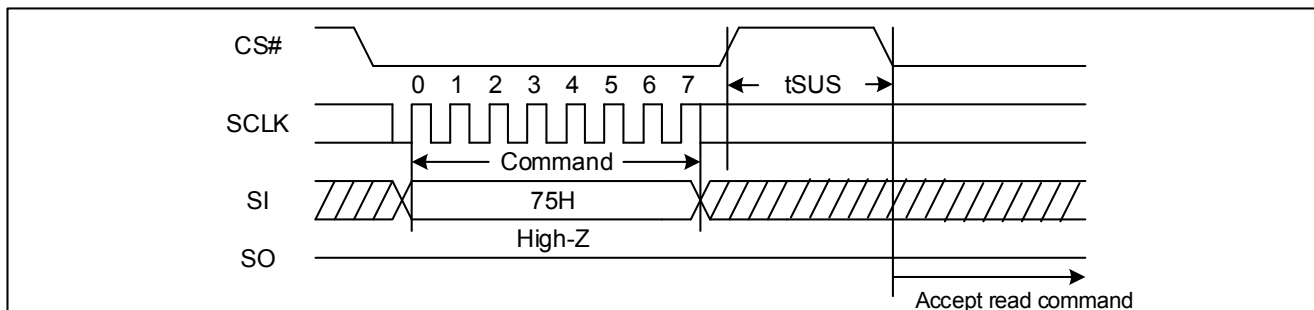 CS#
0 1 2 3 4 5 6 7
tSUS
SCLK
Command
SI
75H
High-Z
SO
Accept read command